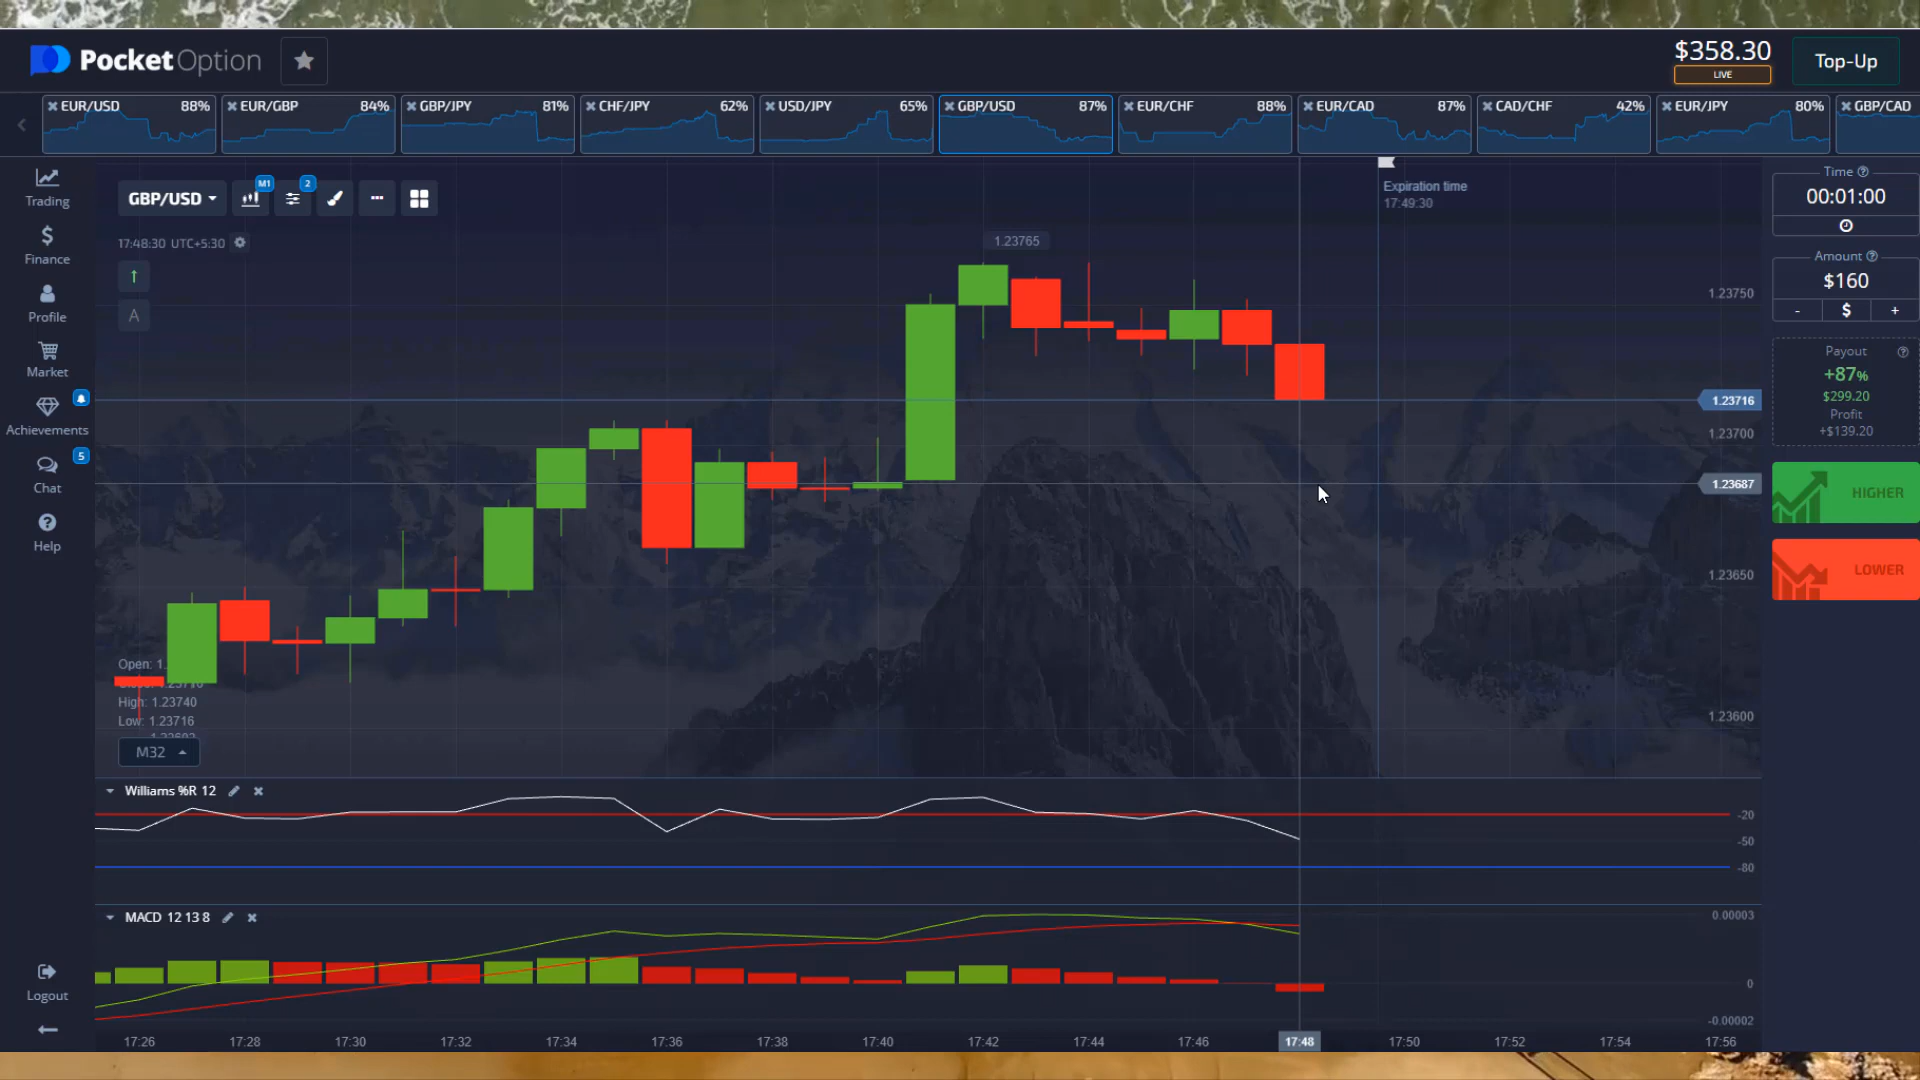 PocketOption
$358.30
LIVE
Top-Up
EUR/USD 88%
EUR/GBP 84%
GBP/JPY 81%
CHF/JPY 62%
USD/JPY 65%
GBP/USD 87%
EUR/CHF 88%
EUR/CAD 87%
CAD/CHF 42%
EUR/JPY 80%
GBP/CAD
Trading
Finance
Profile
Market
Achievements
5
Chat
Help
Logout
GBP/USD
M1
2
17:48:30 UTC+5:30
A
Expiration time
17:49:30
1.23765
1.23750
1.23716
1.23700
1.23687
1.23650
1.23600
Open: 1.
High: 1.23740
Low: 1.23716
M32
Williams %R 12
-20
-50
-80
MACD 12 13 8
0.00003
0
-0.00002
17:26 17:28 17:30 17:32 17:34 17:36 17:38 17:40 17:42 17:44 17:46 17:48 17:50 17:52 17:54 17:56
Time
00:01:00
Amount
$160
- $ +
Payout
+87%
$299.20
Profit
+$139.20
HIGHER
LOWER